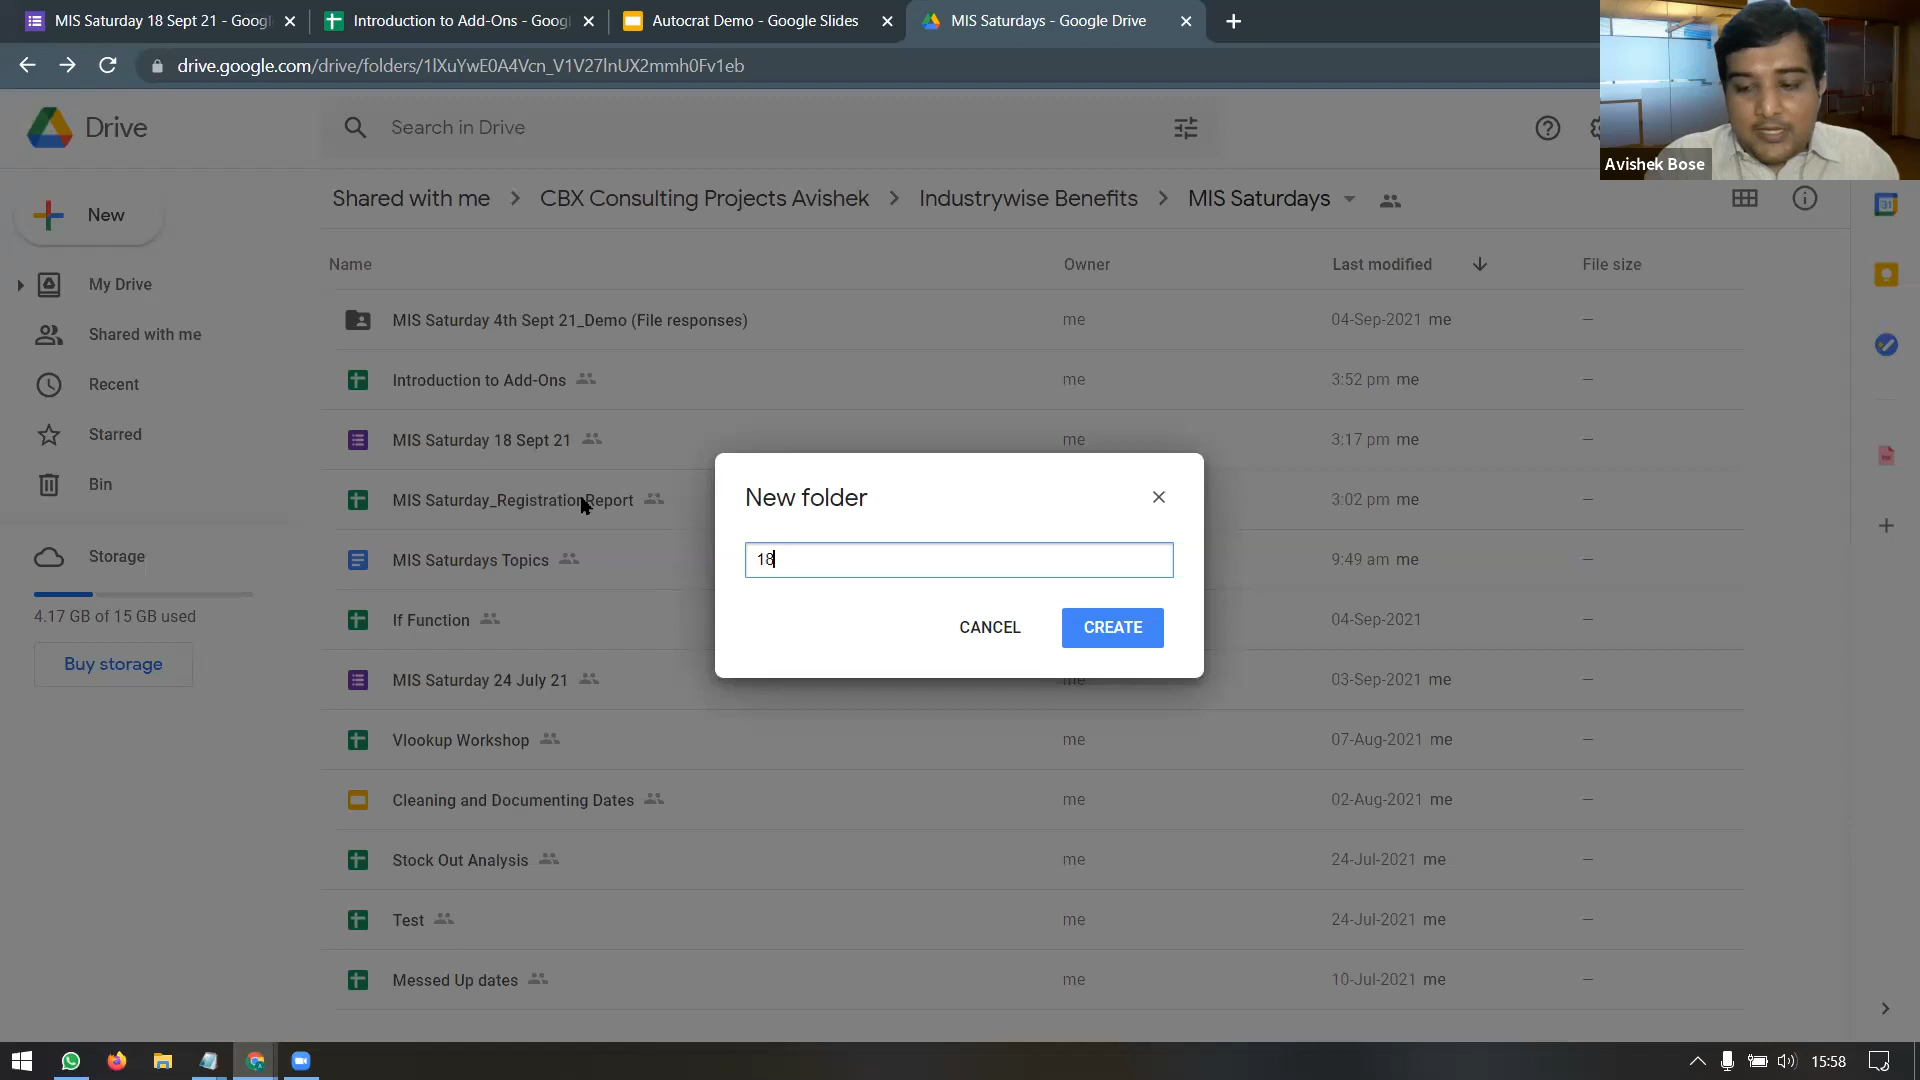 MIS Saturday 18 Sept 21 - Googl
Introduction to Add-Ons - Googl
Autocrat Demo - Google Slides
MIS Saturdays - Google Drive
drive.google.com/drive/folders/1lXuYwE0A4Vcn_V1V27lnUX2mmh0Fv1eb
Avishek Bose
Drive
Search in Drive
New
My Drive
Shared with me
Recent
Starred
Bin
Storage
4.17 GB of 15 GB used
Buy storage
Shared with me > CBX Consulting Projects Avishek > Industrywise Benefits > MIS Saturdays
Name Owner Last modified File size
MIS Saturday 4th Sept 21_Demo (File responses) me 04-Sep-2021 me –
Introduction to Add-Ons me 3:52 pm me –
MIS Saturday 18 Sept 21 me 3:17 pm me –
MIS Saturday_RegistrationReport 3:02 pm me –
MIS Saturdays Topics 9:49 am me –
If Function 04-Sep-2021 –
MIS Saturday 24 July 21 me 03-Sep-2021 me –
Vlookup Workshop me 07-Aug-2021 me –
Cleaning and Documenting Dates me 02-Aug-2021 me –
Stock Out Analysis me 24-Jul-2021 me –
Test me 24-Jul-2021 me –
Messed Up dates me 10-Jul-2021 me –
New folder
18
CANCEL
CREATE
31
15:58